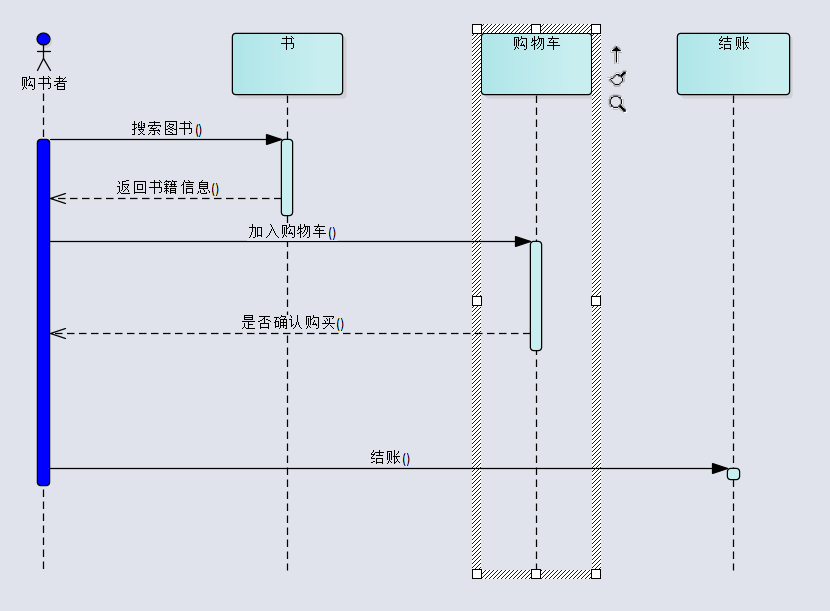 书
购物车
结账
购书者
搜索图书()
返回书籍信息()
加入购物车()
是否确认购买()
结账()